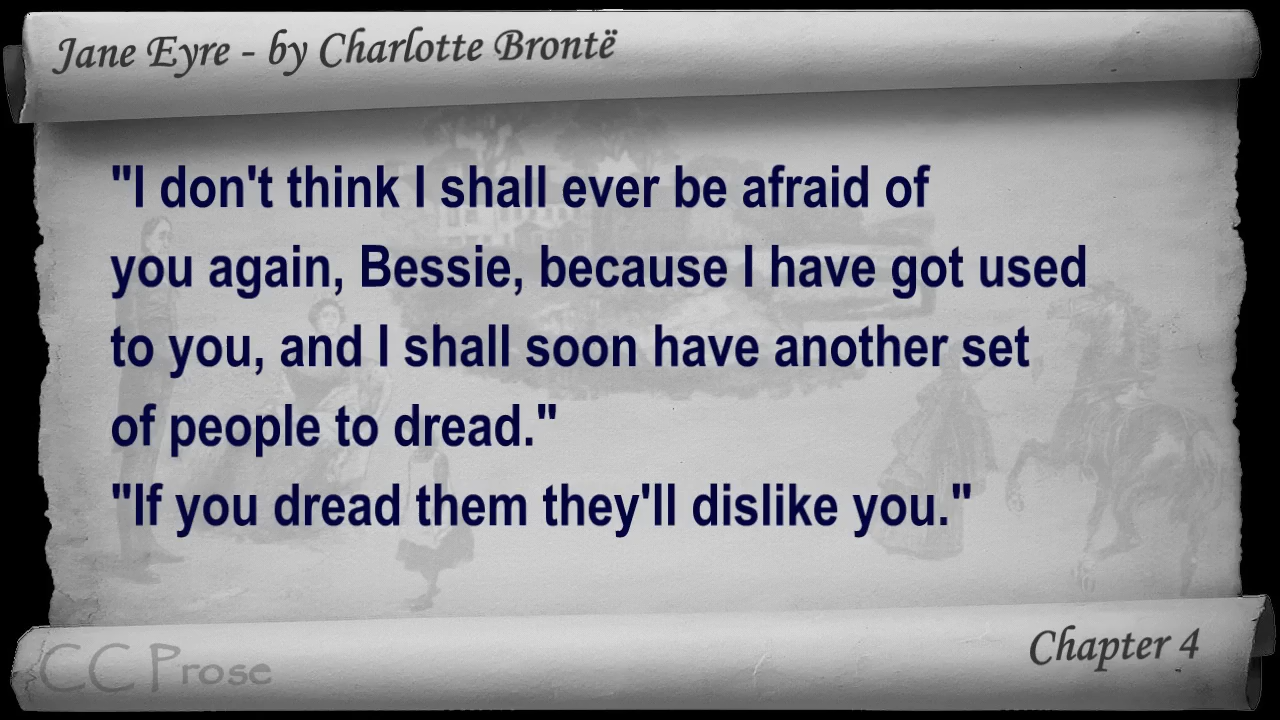 Jane Eyre - by Charlotte Brontë
"I don't think I shall ever be afraid of
you again, Bessie, because I have got used
to you, and I shall soon have another set
of people to dread."
"If you dread them they'll dislike you."
Chapter 4
CC Prose